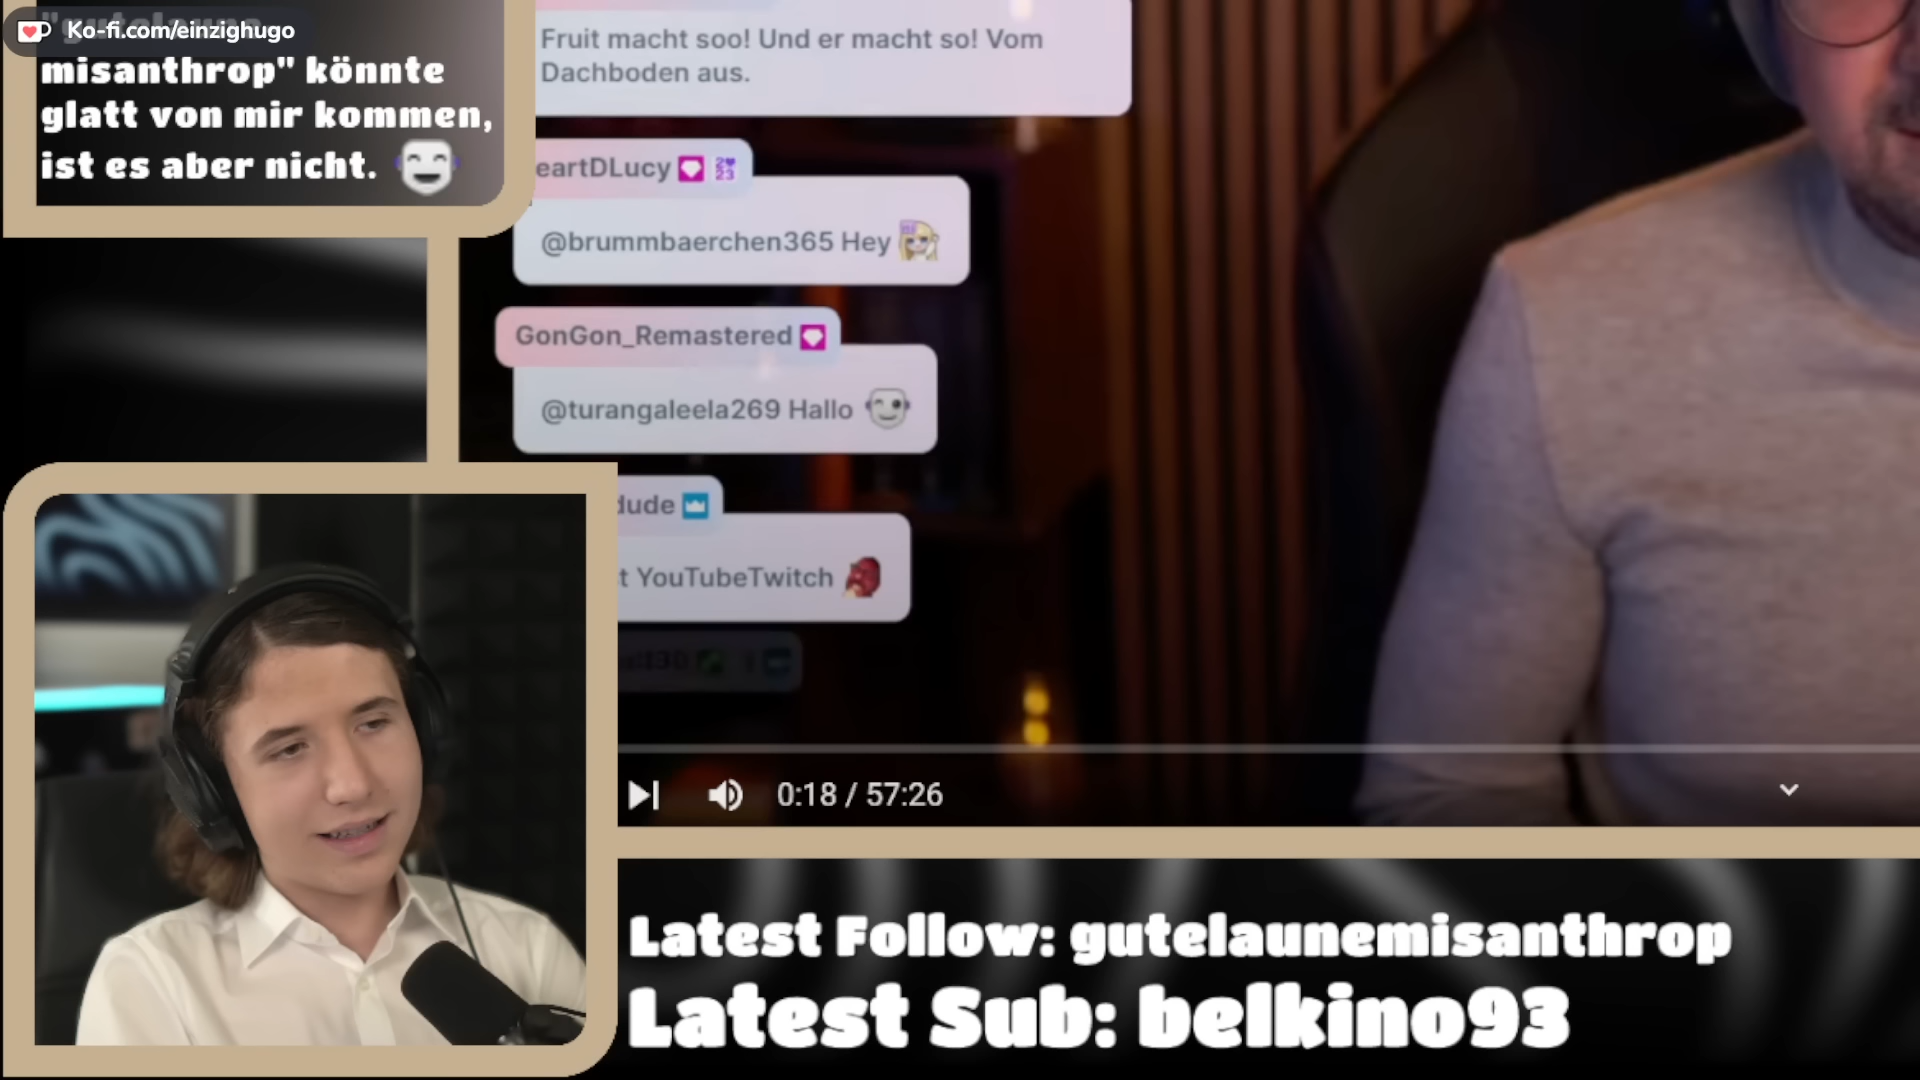 "gutelaune
Ko-fi.com/einzighugo
misanthrop" könnte
glatt von mir kommen,
ist es aber nicht.
Fruit macht soo! Und er macht so! Vom
Dachboden aus.
eartDLucy
@brummbaerchen365 Hey
GonGon_Remastered
@turangaleela269 Hallo
dude
t YouTubeTwitch
0:18 / 57:26
Latest Follow: gutelaunemisanthrop
Latest Sub: belkino93